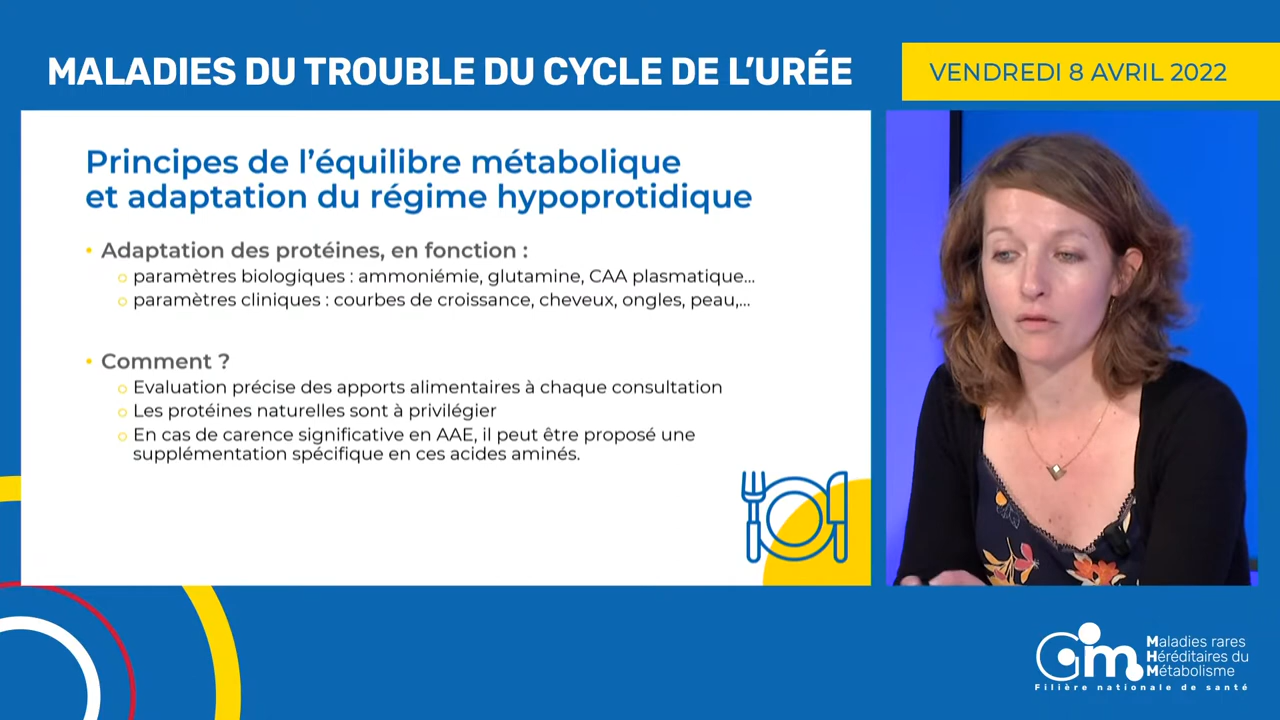 MALADIES DU TROUBLE DU CYCLE DE L'URÉE
VENDREDI 8 AVRIL 2022
Principes de l'équilibre métabolique
et adaptation du régime hypoprotidique
• Adaptation des protéines, en fonction :
o paramètres biologiques : ammoniémie, glutamine, CAA plasmatique...
o paramètres cliniques : courbes de croissance, cheveux, ongles, peau,...
• Comment ?
o Evaluation précise des apports alimentaires à chaque consultation
o Les protéines naturelles sont à privilégier
o En cas de carence significative en AAE, il peut être proposé une
supplémentation spécifique en ces acides aminés.
G2m
Maladies rares
Héréditaires du
Métabolisme
Filière nationale de santé